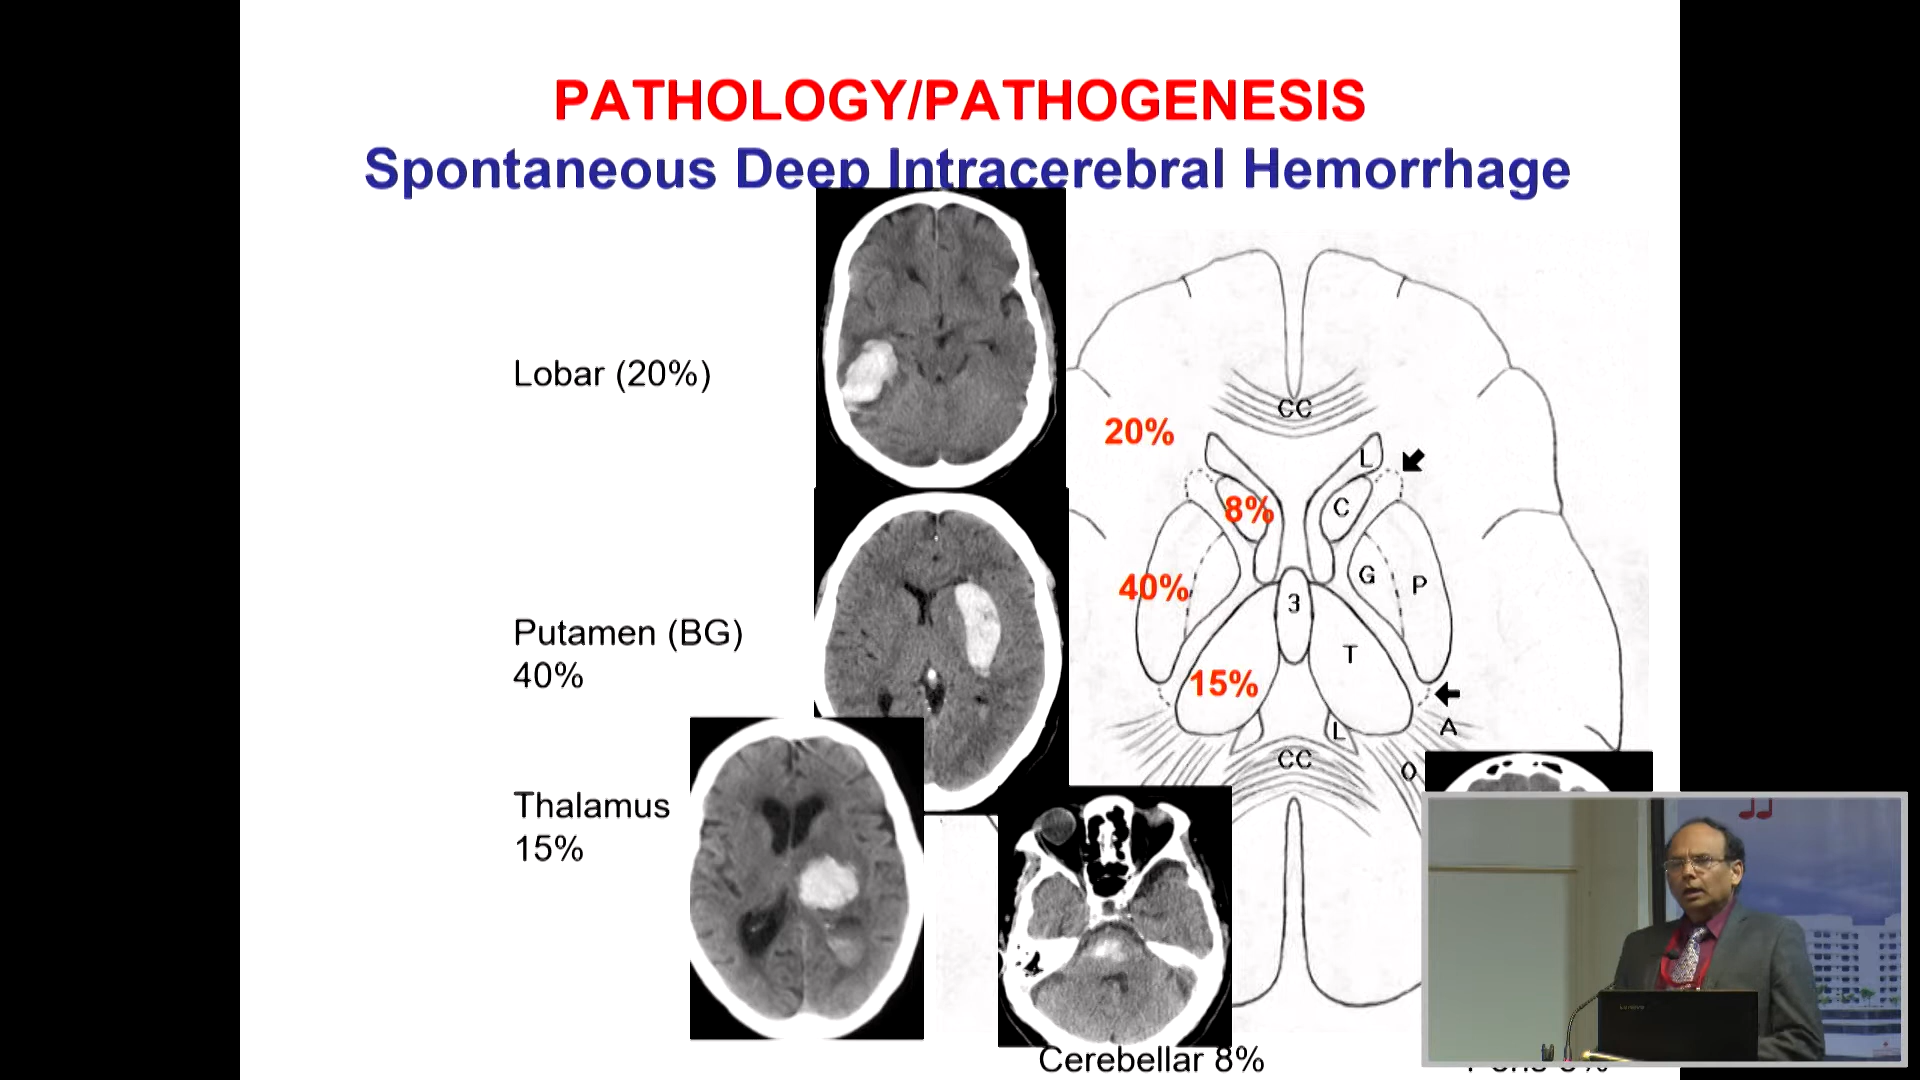 PATHOLOGY/PATHOGENESIS
Spontaneous Deep Intracerebral Hemorrhage
Lobar (20%)
Putamen (BG)
40%
Thalamus
15%
CC
20%
L
8%
C
40%
G
P
3
T
15%
L
A
CC
O
Cerebellar 8%